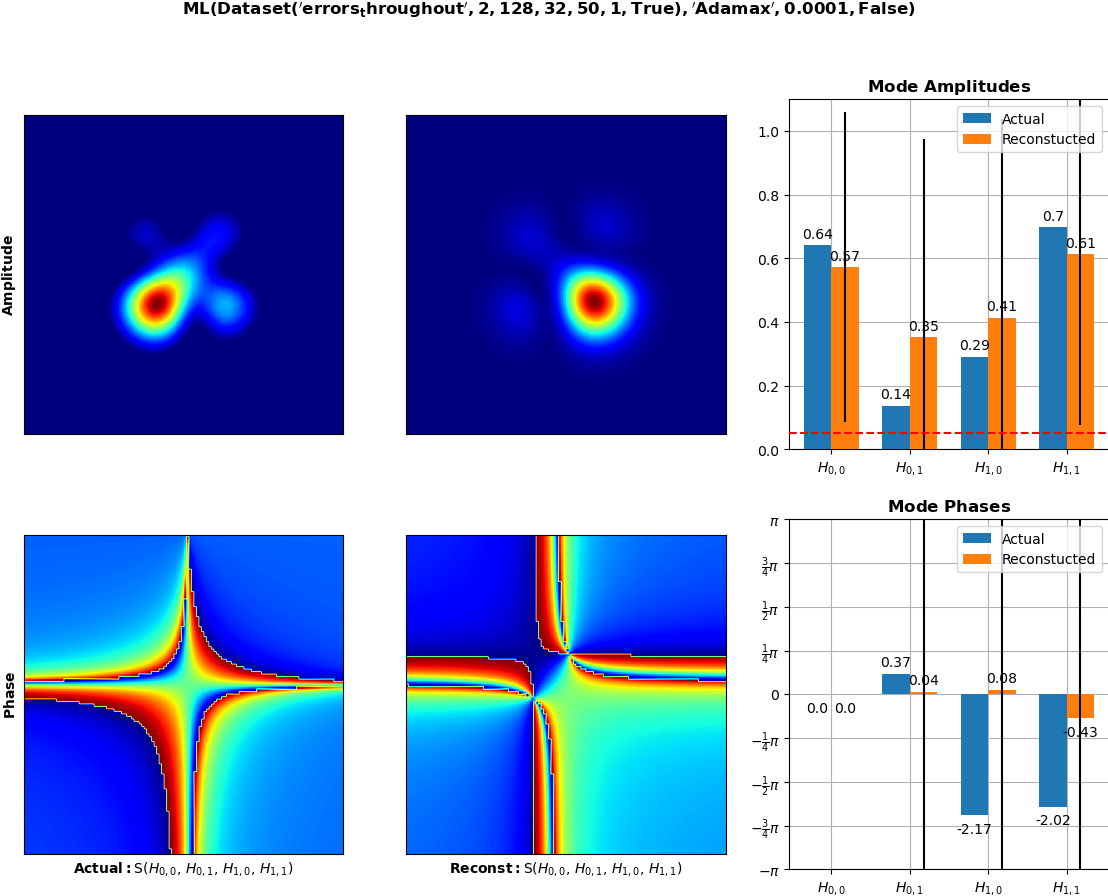 ML(Dataset('errors_throughout', 2, 128, 32, 50, 1, True), 'Adamax', 0.0001, False)
Mode Amplitudes
Amplitude
Actual
Reconstucted
1.0
0.8
0.6
0.4
0.2
0.0
0.64
0.57
0.14
0.35
0.29
0.41
0.7
0.61
H0,0
H0,1
H1,0
H1,1
Mode Phases
Phase
Actual
Reconstucted
π
3/4π
1/2π
1/4π
0
−1/4π
−1/2π
−3/4π
−π
0.0
0.0
0.37
0.04
-2.17
0.08
-2.02
-0.43
H0,0
H0,1
H1,0
H1,1
Actual: S(H0,0, H0,1, H1,0, H1,1)
Reconst: S(H0,0, H0,1, H1,0, H1,1)